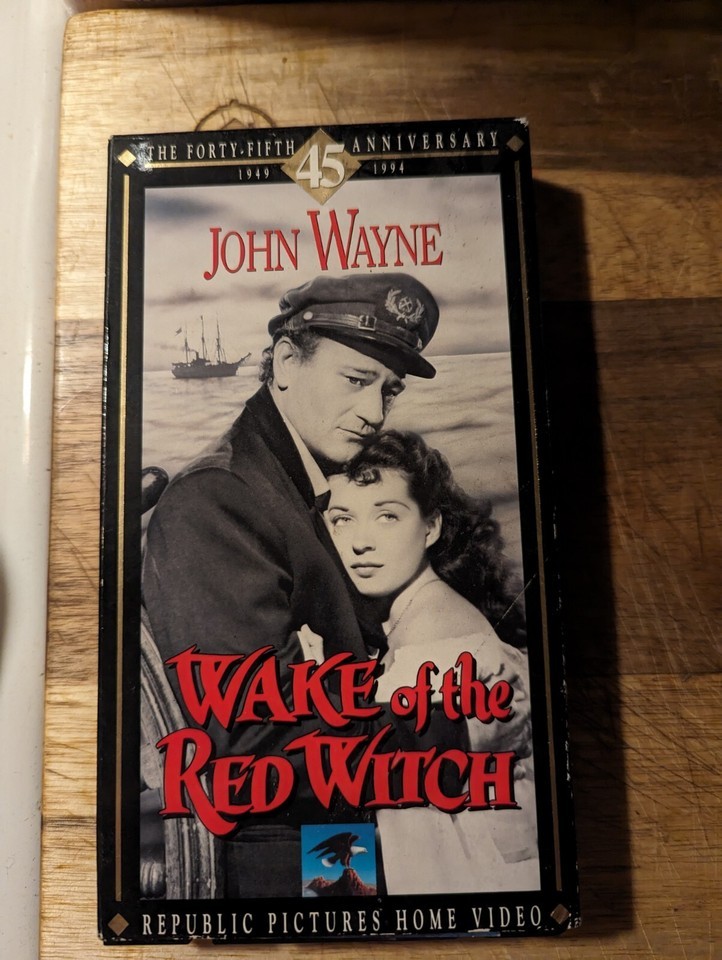 THE FORTY-FIFTH 45 ANNIVERSARY
1949 1994
JOHN WAYNE
WAKE of the
RED WITCH
REPUBLIC PICTURES HOME VIDEO